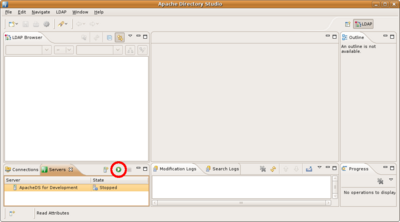 Apache Directory Studio
File Edit Navigate LDAP Window Help
LDAP
LDAP Browser
Outline
An outline is not
available.
Connections Servers
Modification Logs Search Logs
Progress
Server State
ApacheDS for Development Stopped
No operations to display
Read Attributes